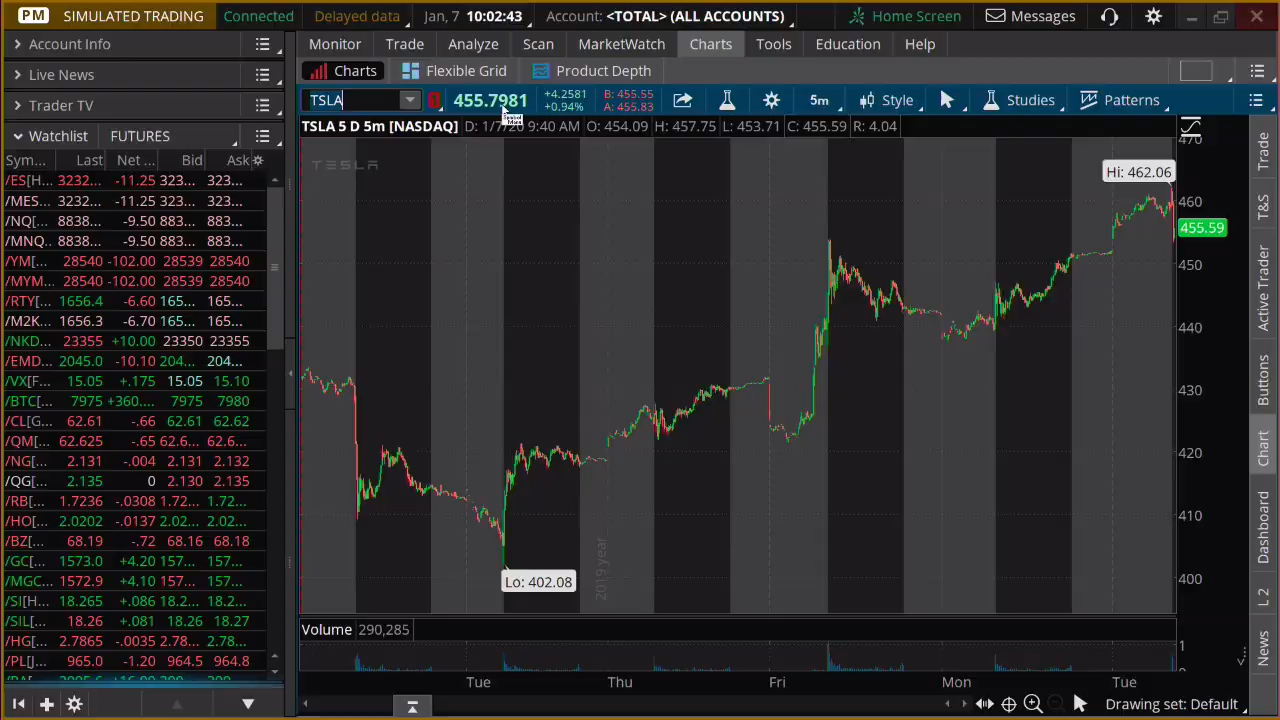 PM SIMULATED TRADING Connected Delayed data Jan, 7 10:02:43 Account: <TOTAL> (ALL ACCOUNTS) Home Screen Messages
Account Info
Live News
Trader TV
Watchlist FUTURES
Sym... Last Net ... Bid Ask
/ES[H... 3232... -11.25 323... 323...
/MES... 3232... -11.25 323... 323...
/NQ[... 8838... -9.50 883... 883...
/MNQ... 8838... -9.50 883... 883...
/YM[... 28540 -102.00 28539 28540
/MYM... 28540 -102.00 28539 28540
/RTY[... 1656.4 -6.60 165... 165...
/M2K... 1656.3 -6.70 165... 165...
/NKD... 23355 +10.00 23350 23355
/EMD... 2045.0 -10.10 204... 204...
/VX[F... 15.05 +.175 15.05 15.10
/BTC[... 7975 +360.... 7975 7980
/CL[G... 62.61 -.66 62.61 62.62
/QM[... 62.625 -.65 62.6... 62.6...
/NG[... 2.131 -.004 2.131 2.132
/QG[... 2.135 0 2.130 2.135
/RB[... 1.7236 -.0308 1.72... 1.72...
/HO[... 2.0202 -.0137 2.02... 2.02...
/BZ[... 68.19 -.72 68.16 68.18
/GC[... 1573.0 +4.20 157... 157...
/MGC... 1572.9 +4.10 157... 157...
/SI[H... 18.265 +.086 18.2... 18.2...
/SIL[... 18.26 +.081 18.26 18.27
/HG[... 2.7865 -.0035 2.78... 2.78...
/PL[J... 965.0 -1.20 964.5 964.8
Monitor Trade Analyze Scan MarketWatch Charts Tools Education Help
Charts Flexible Grid Product Depth
TSLA 455.7981 +4.2581 B: 455.55 5m Style Studies Patterns
+0.94% A: 455.83
TSLA 5 D 5m [NASDAQ] D: 1/7/20 9:40 AM O: 454.09 H: 457.75 L: 453.71 C: 455.59 R: 4.04
TESLA
470
Hi: 462.06
460
455.59
450
440
430
420
410
400
Lo: 402.08
2019 year
Volume 290,285
1
Tue Thu Fri Mon Tue
Drawing set: Default
Trade
T&S
Active Trader
Buttons
Chart
Dashboard
L 2
News